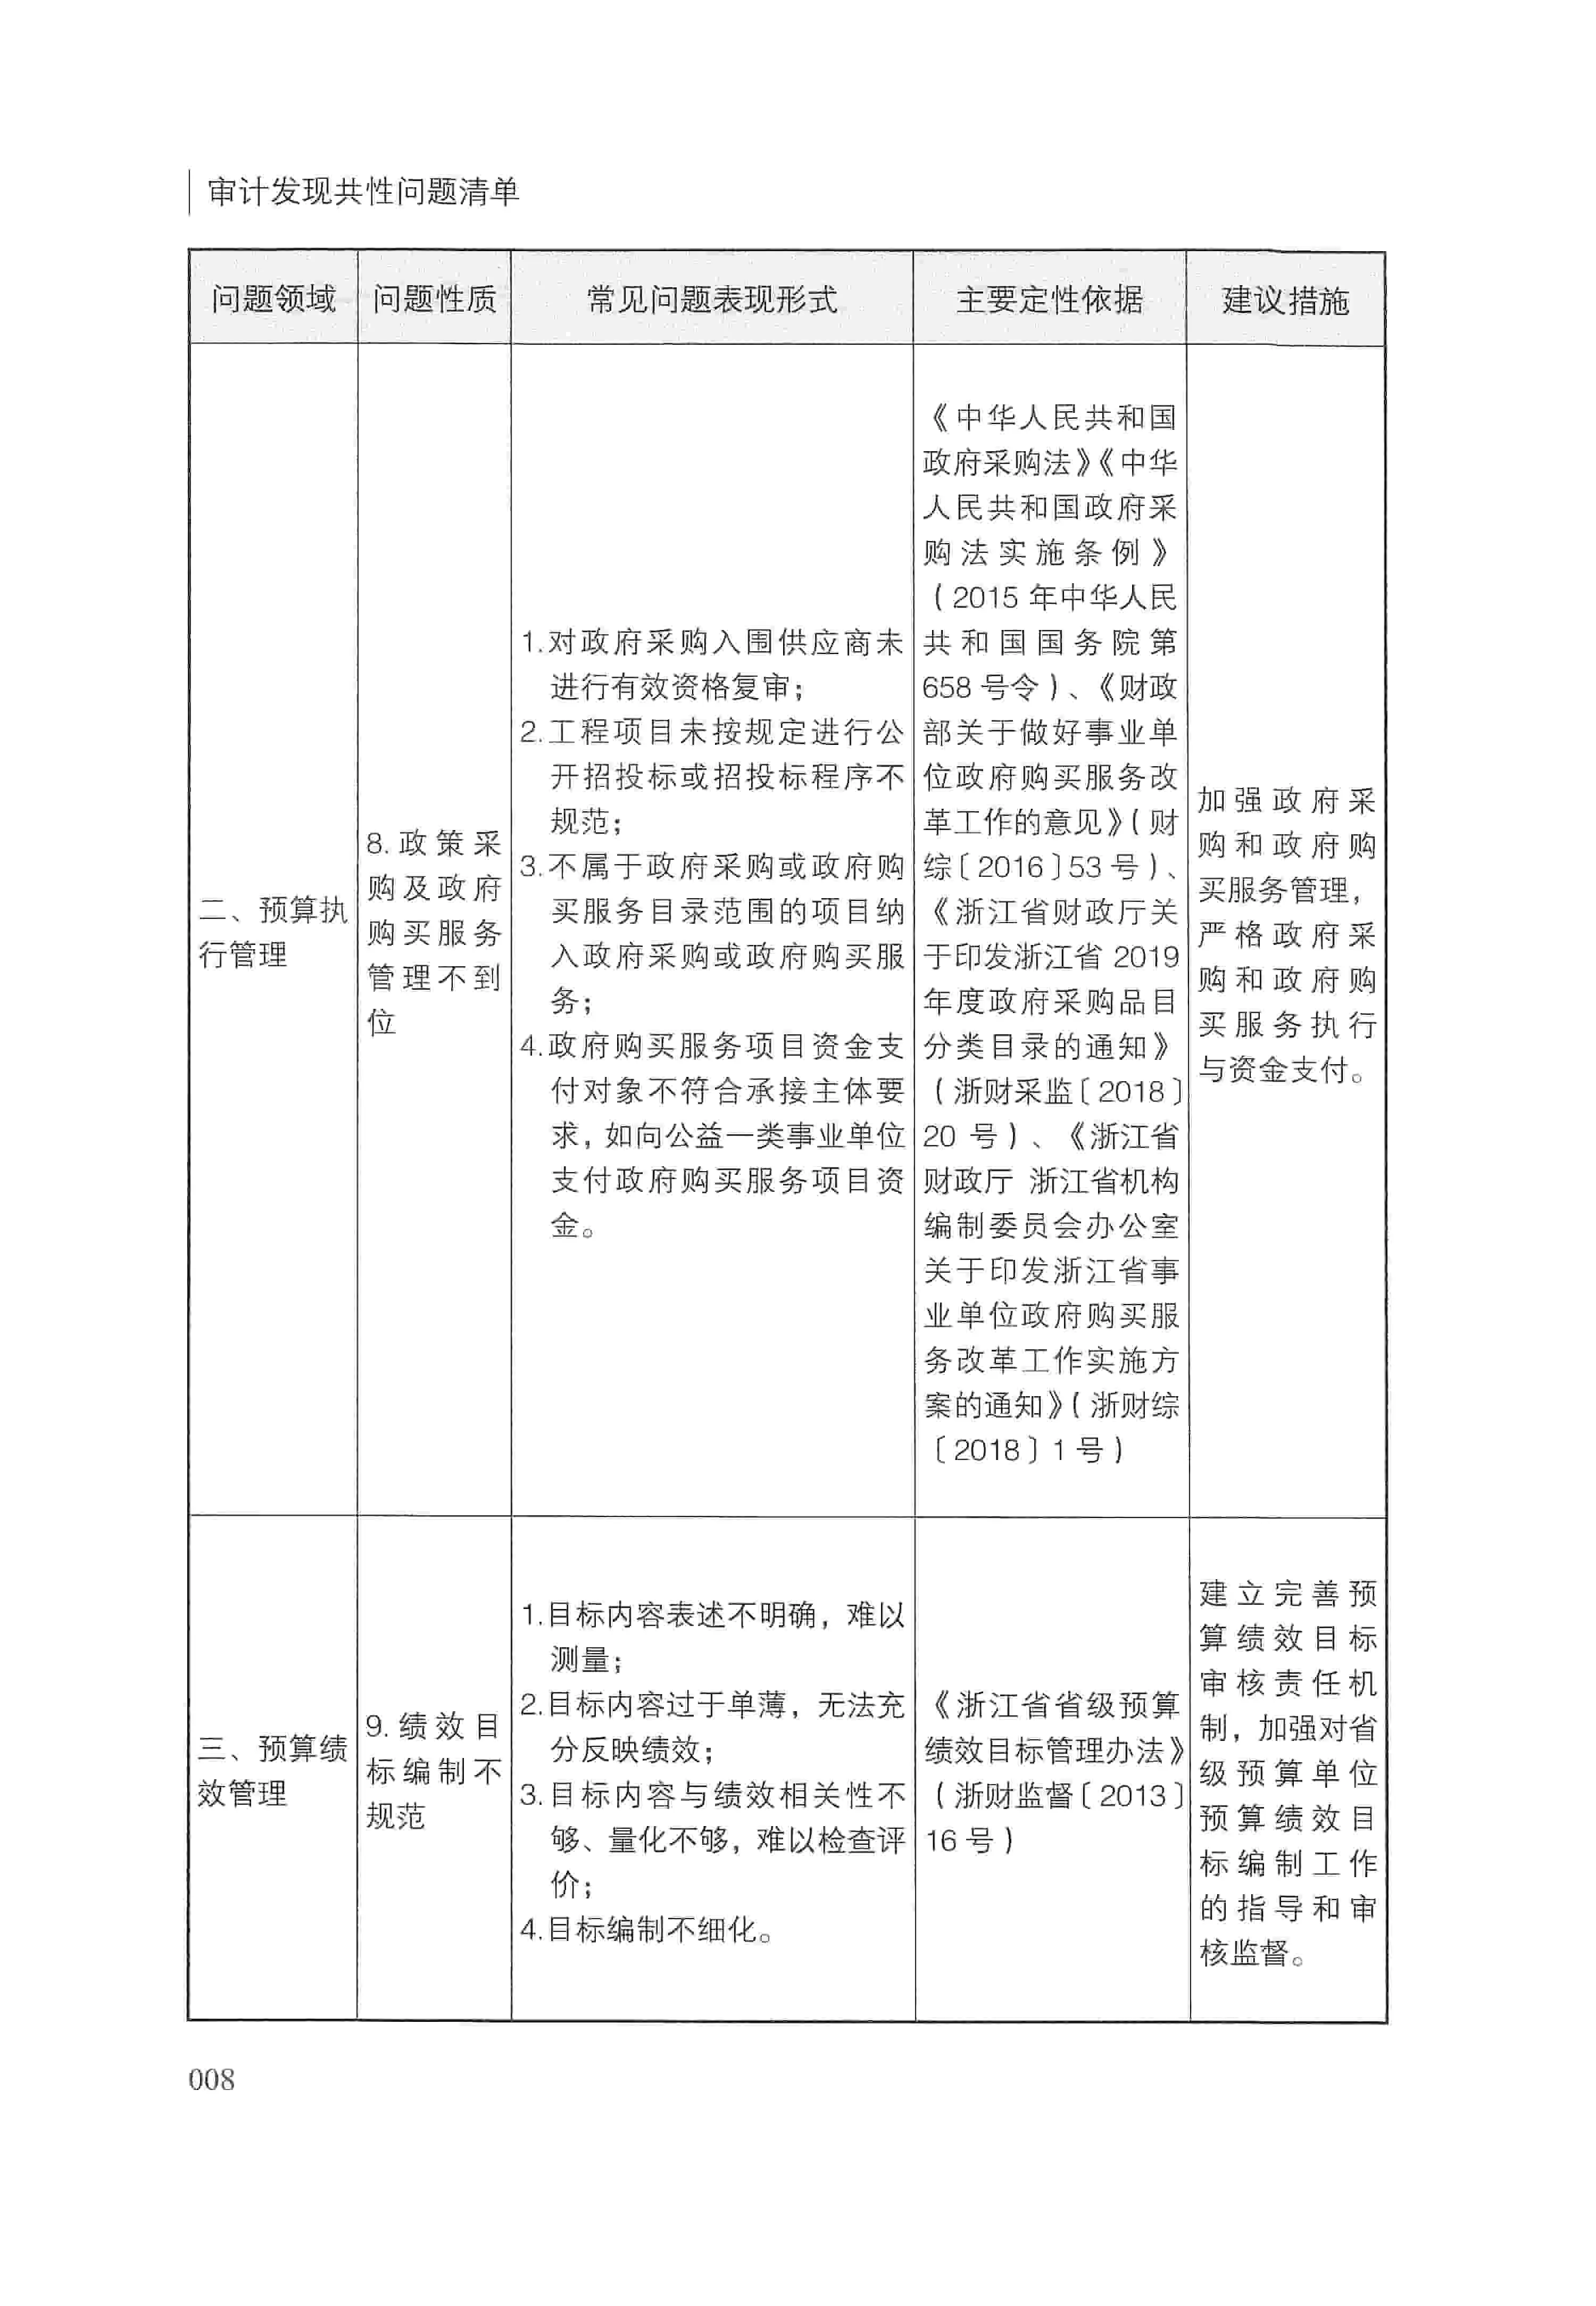 审计发现共性问题清单
问题领域
问题性质
常见问题表现形式
主要定性依据
建议措施
二、预算执
行管理
8.政策采
购及政府
购买服务
管理不到
位
1.对政府采购入围供应商未
进行有效资格复审；
2.工程项目未按规定进行公
开招投标或招投标程序不
规范；
3.不属于政府采购或政府购
买服务目录范围的项目纳
入政府采购或政府购买服
务；
4.政府购买服务项目资金支
付对象不符合承接主体要
求，如向公益一类事业单位
支付政府购买服务项目资
金。
《中华人民共和国
政府采购法》《中华
人民共和国政府采
购法实施条例》
（2015 年中华人民
共和国国务院第
658 号令）、《财政
部关于做好事业单
位政府购买服务改
革工作的意见》（财
综〔2016〕53 号）、
《浙江省财政厅关
于印发浙江省 2019
年度政府采购品目
分类目录的通知》
（浙财采监〔2018〕
20 号）、《浙江省
财政厅 浙江省机构
编制委员会办公室
关于印发浙江省事
业单位政府购买服
务改革工作实施方
案的通知》（浙财综
〔2018〕1 号）
加强政府采
购和政府购
买服务管理，
严格政府采
购和政府购
买服务执行
与资金支付。
三、预算绩
效管理
9.绩效目
标编制不
规范
1.目标内容表述不明确，难以
测量；
2.目标内容过于单薄，无法充
分反映绩效；
3.目标内容与绩效相关性不
够、量化不够，难以检查评
价；
4.目标编制不细化。
《浙江省省级预算
绩效目标管理办法》
（浙财监督〔2013〕
16 号）
建立完善预
算绩效目标
审核责任机
制，加强对省
级预算单位
预算绩效目
标编制工作
的指导和审
核监督。
008